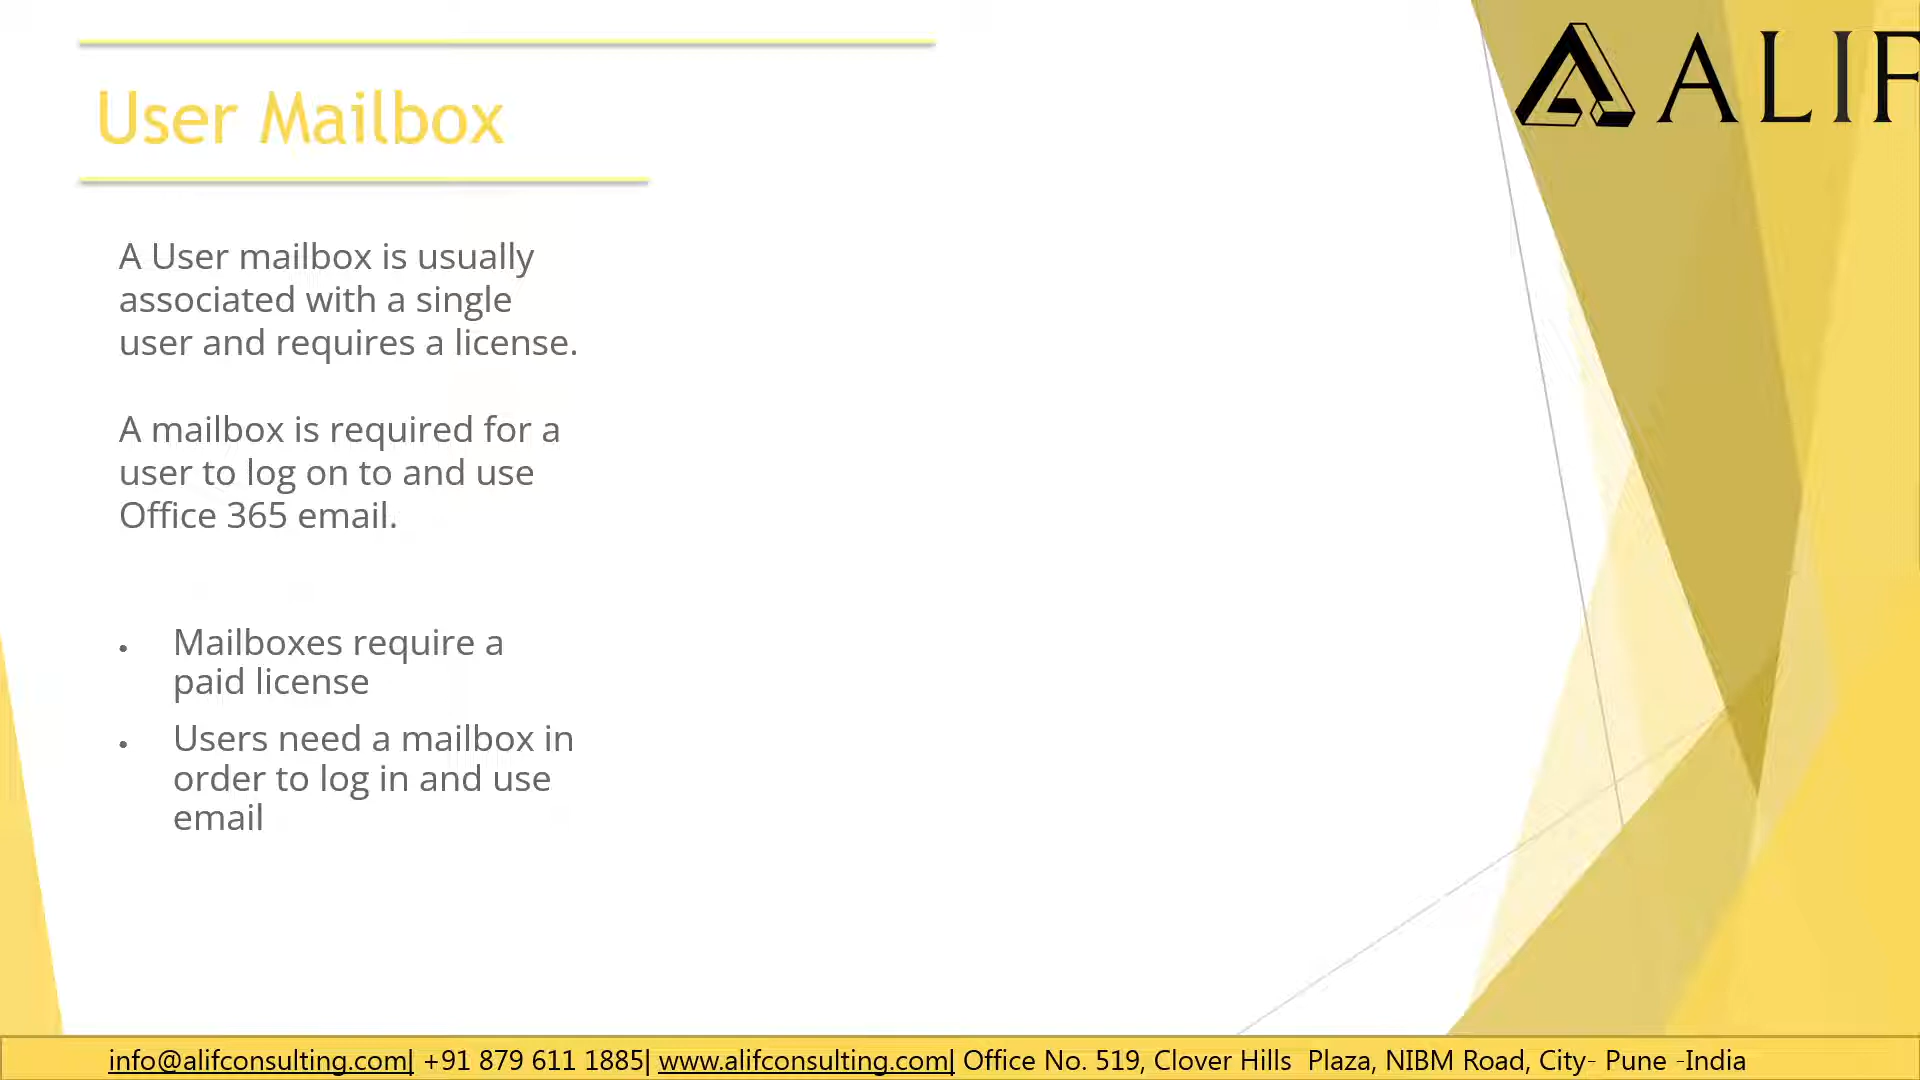 ALIF
User Mailbox
A User mailbox is usually
associated with a single
user and requires a license.
A mailbox is required for a
user to log on to and use
Office 365 email.
• Mailboxes require a
paid license
• Users need a mailbox in
order to log in and use
email
info@alifconsulting.com| +91 879 611 1885| www.alifconsulting.com| Office No. 519, Clover Hills Plaza, NIBM Road, City- Pune -India